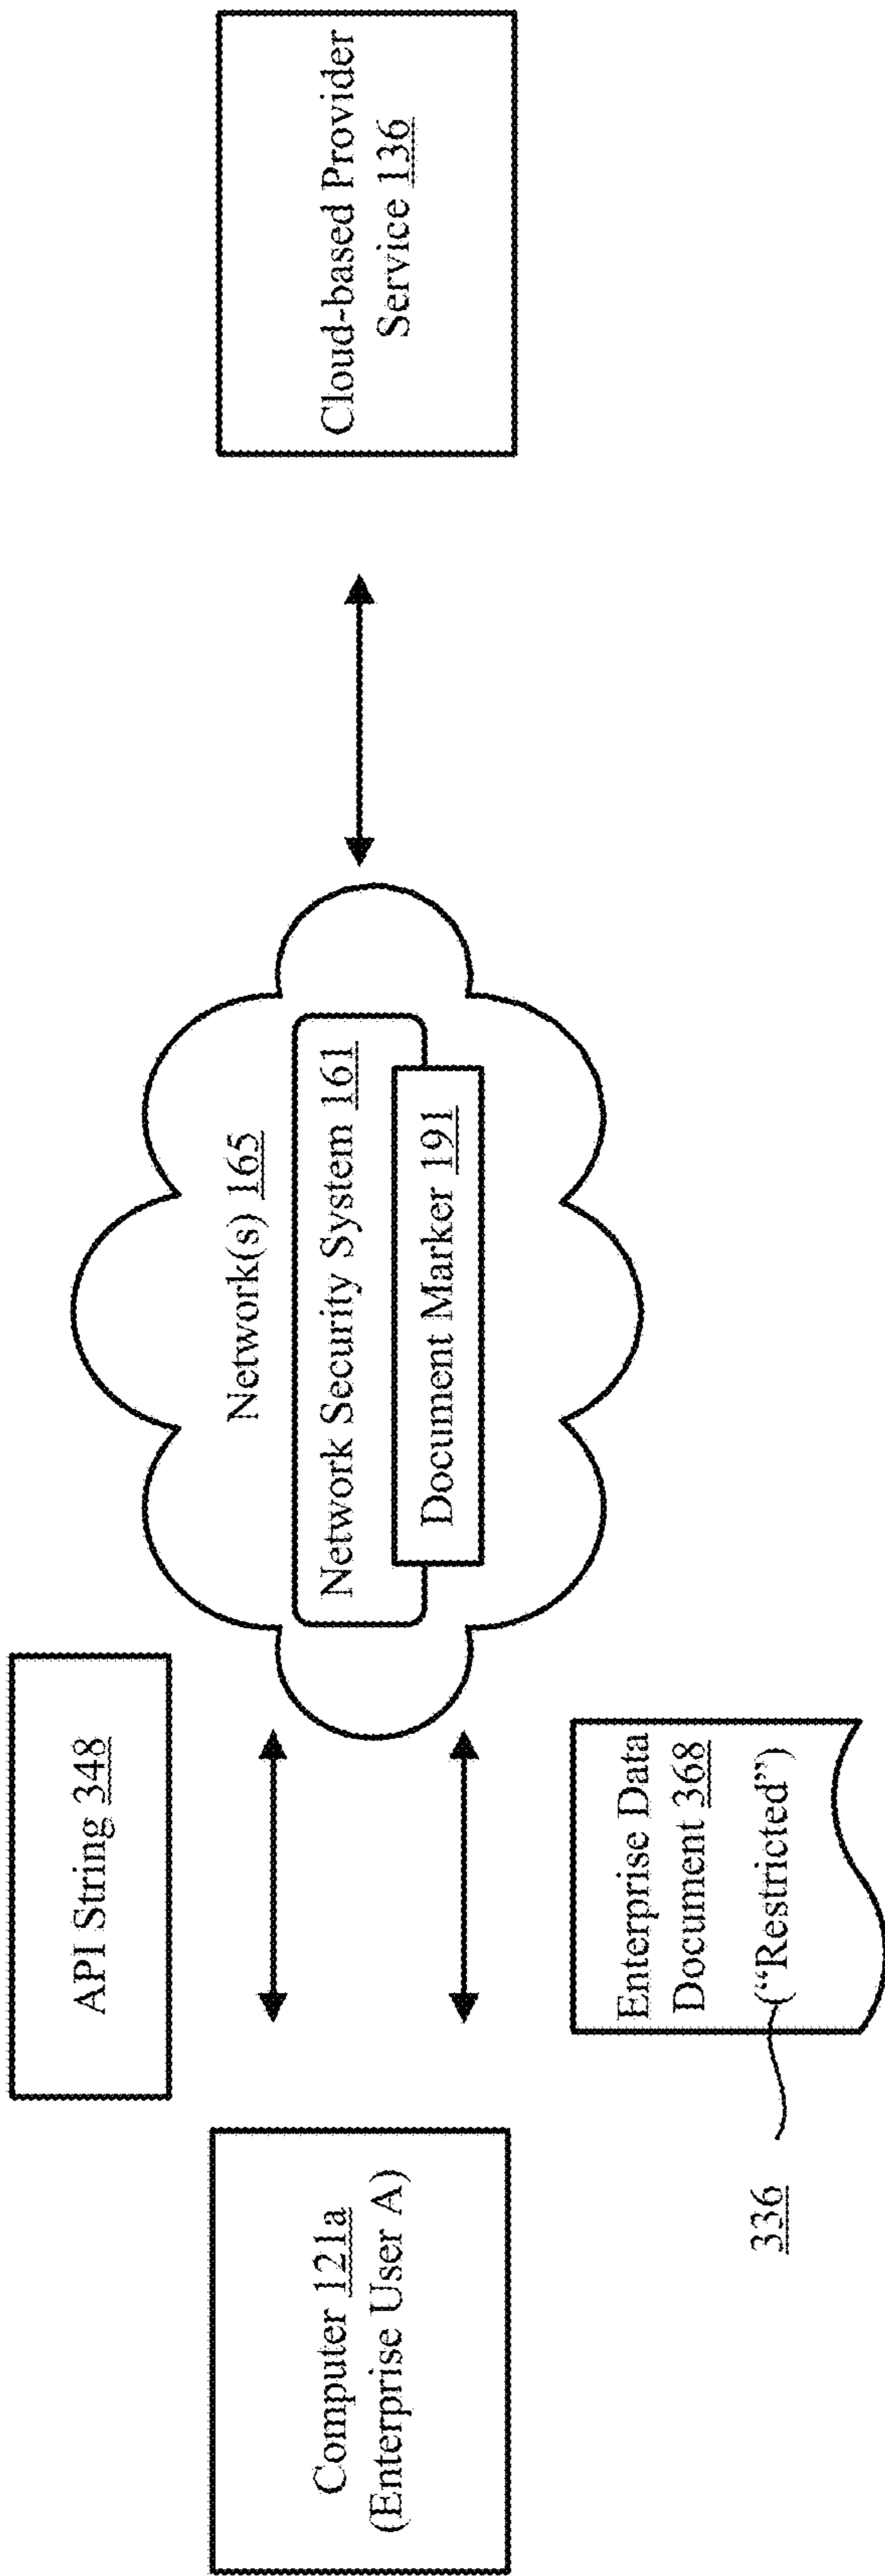 API String 348
Computer 121a
(Enterprise User A)
Network(s) 165
Network Security System 161
Document Marker 191
Cloud-based Provider
Service 136
Enterprise Data
Document 368
(“Restricted”)
336